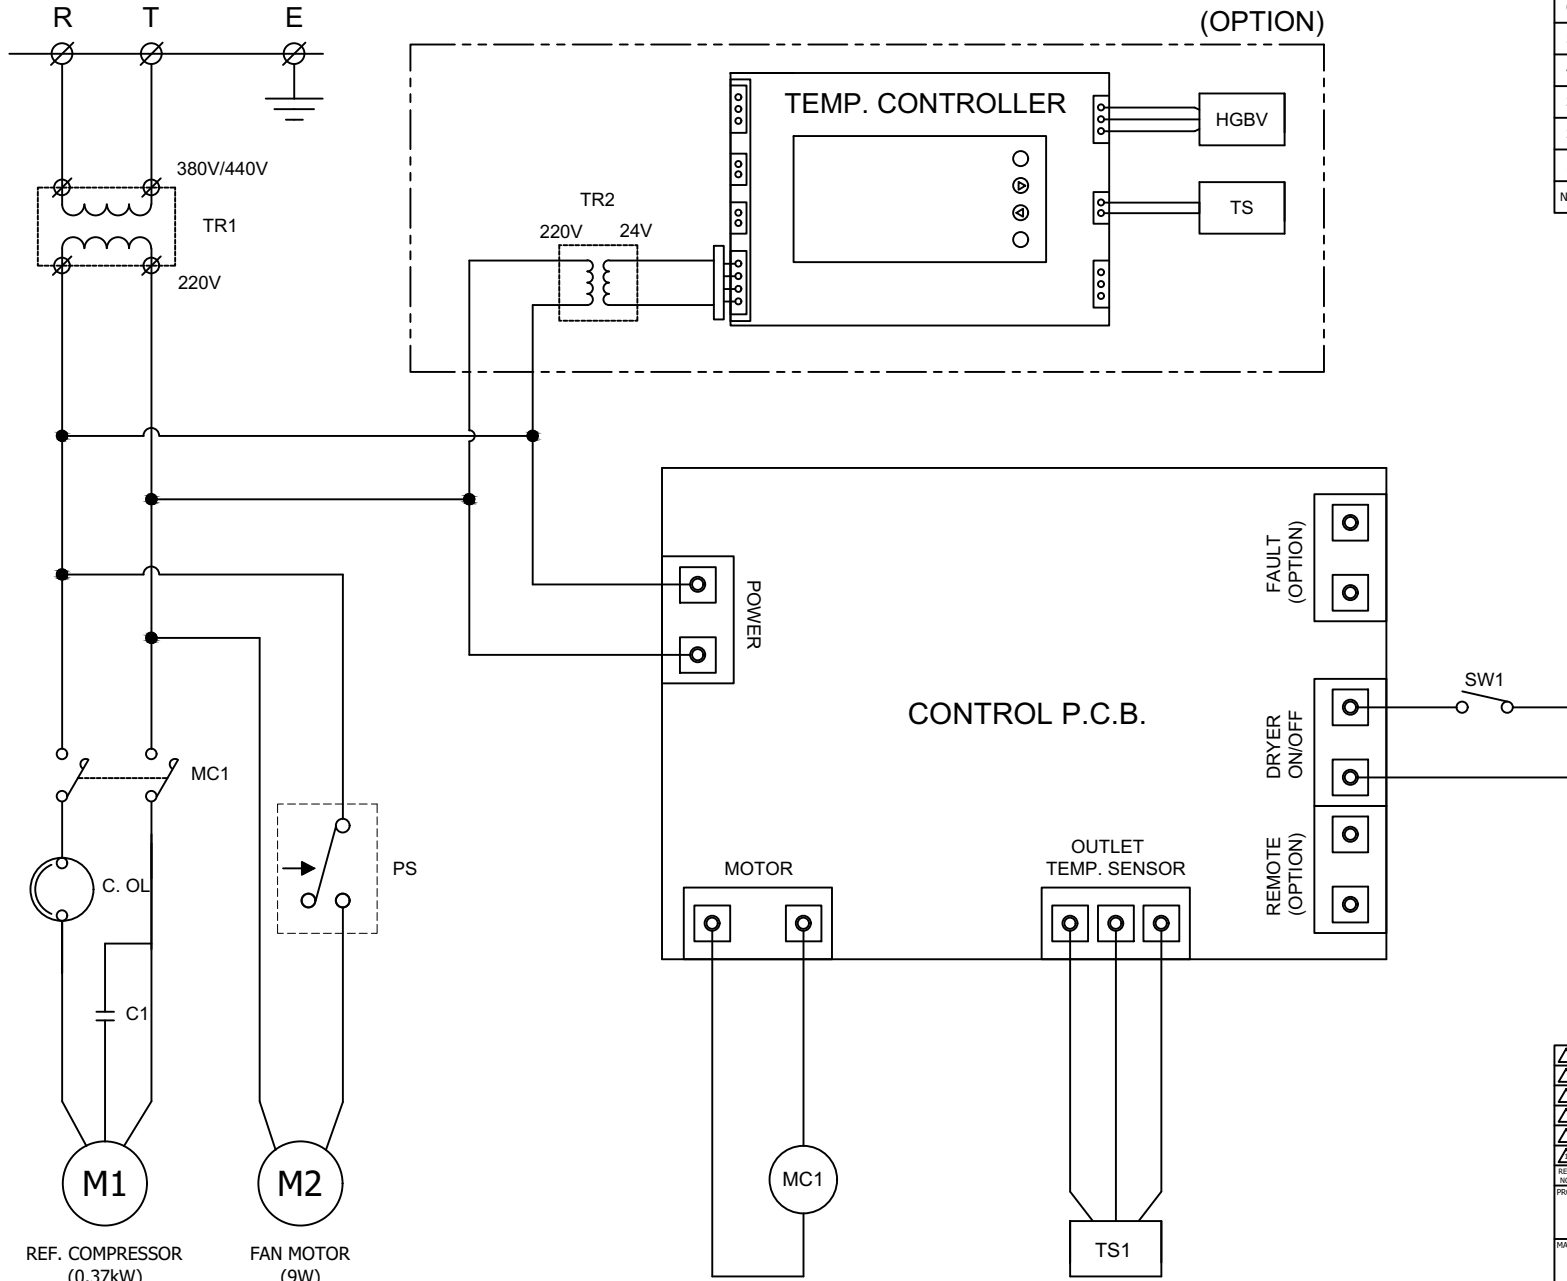 R T E
(OPTION)
TEMP. CONTROLLER
HGBV
TS
380V/440V
TR1
220V
TR2
220V 24V
POWER
FAULT
(OPTION)
CONTROL P.C.B.
DRYER
ON/OFF
SW1
MC1
REMOTE
(OPTION)
PS
C. OL
MOTOR
OUTLET
TEMP. SENSOR
C1
M1
M2
MC1
TS1
REF. COMPRESSOR
(0.37kW)
FAN MOTOR
(9W)
N